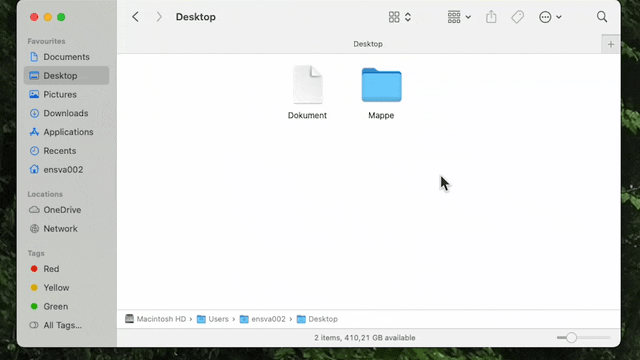 Desktop
Desktop
Favourites
Documents
Desktop
Pictures
Downloads
Applications
Recents
ensva002
Locations
OneDrive
Network
Tags
Red
Yellow
Green
All Tags...
Dokument
Mappe
Macintosh HD › Users › ensva002 › Desktop
2 items, 410,21 GB available